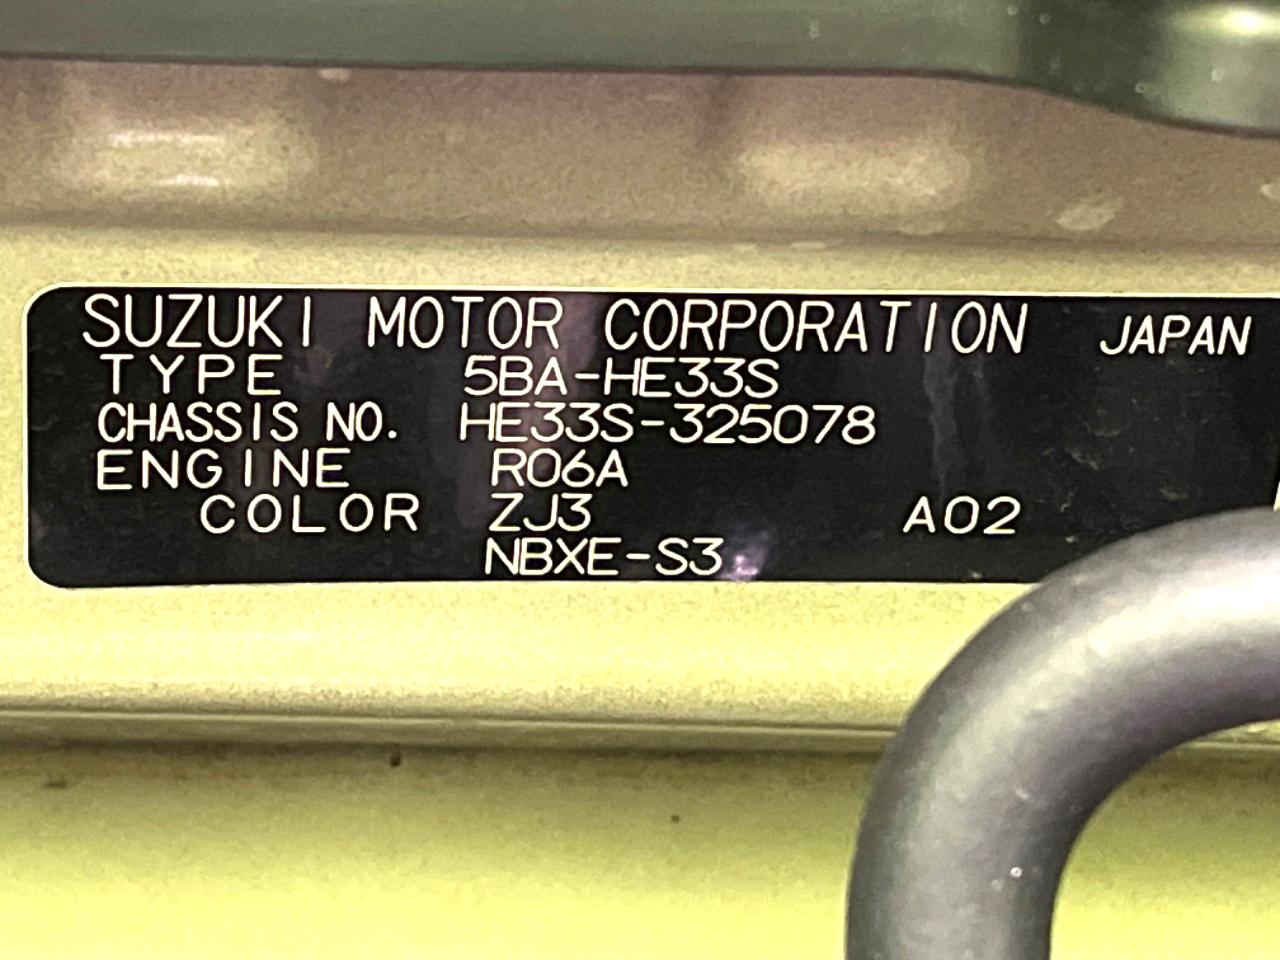 SUZUKI MOTOR CORPORATION JAPAN
TYPE 5BA-HE33S
CHASSIS NO. HE33S-325078
ENGINE R06A
COLOR ZJ3 A02
NBXE-S3